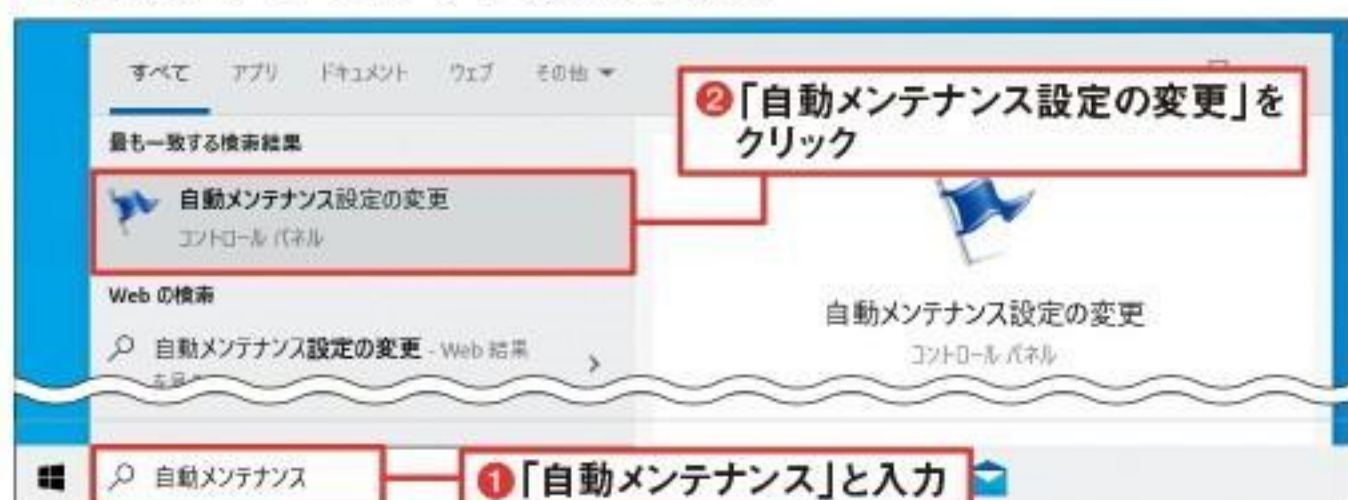 すべて アプリ ドキュメント ウェブ その他
❷「自動メンテナンス設定の変更」を
クリック
最も一致する検索結果
自動メンテナンス設定の変更
コントロール パネル
Web の検索
自動メンテナンス設定の変更 - Web 結果
自動メンテナンス設定の変更
コントロール パネル
自動メンテナンス
❶「自動メンテナンス」と入力